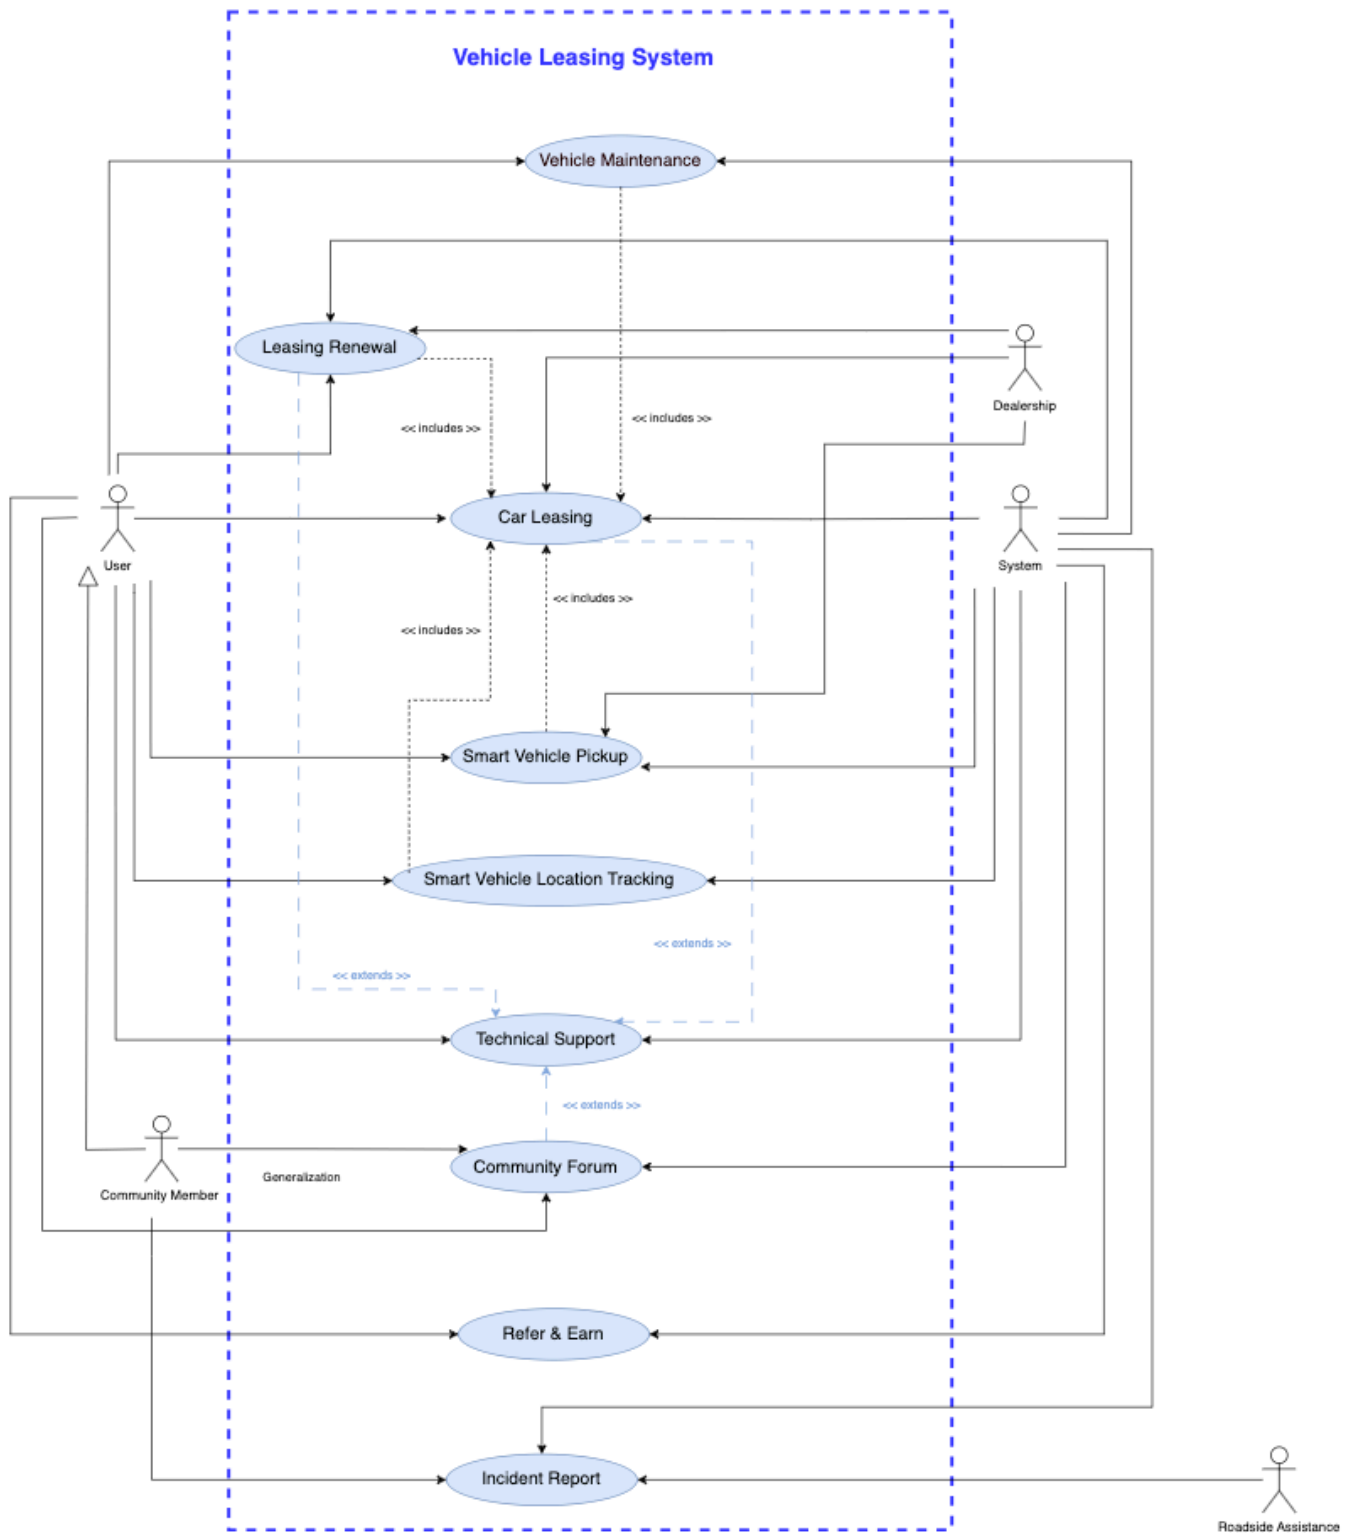 Vehicle Leasing System
Vehicle Maintenance
Leasing Renewal
Dealership
<< includes >>
<< includes >>
Car Leasing
User
System
<< includes >>
<< includes >>
Smart Vehicle Pickup
Smart Vehicle Location Tracking
<< extends >>
<< extends >>
Technical Support
<< extends >>
Community Forum
Generalization
Community Member
Refer & Earn
Incident Report
Roadside Assistance